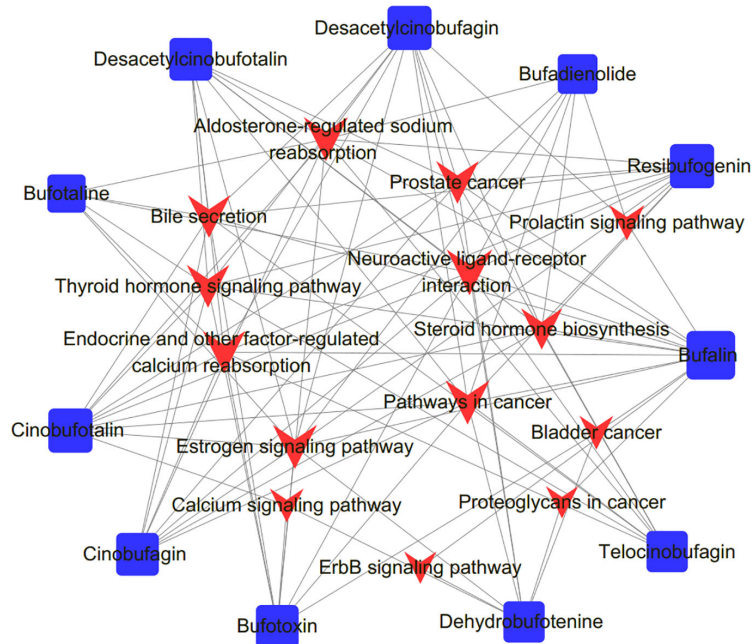 Desacetylcinobufagin
Desacetylcinobufotalin
Bufadienolide
Aldosterone-regulated sodium
reabsorption
Resibufogenin
Prostate cancer
Bufotaline
Bile secretion
Prolactin signaling pathway
Neuroactive ligand-receptor
interaction
Thyroid hormone signaling pathway
Steroid hormone biosynthesis
Endocrine and other factor-regulated
calcium reabsorption
Bufalin
Pathways in cancer
Cinobufotalin
Bladder cancer
Estrogen signaling pathway
Calcium signaling pathway
Proteoglycans in cancer
Cinobufagin
Telocinobufagin
ErbB signaling pathway
Bufotoxin
Dehydrobufotenine